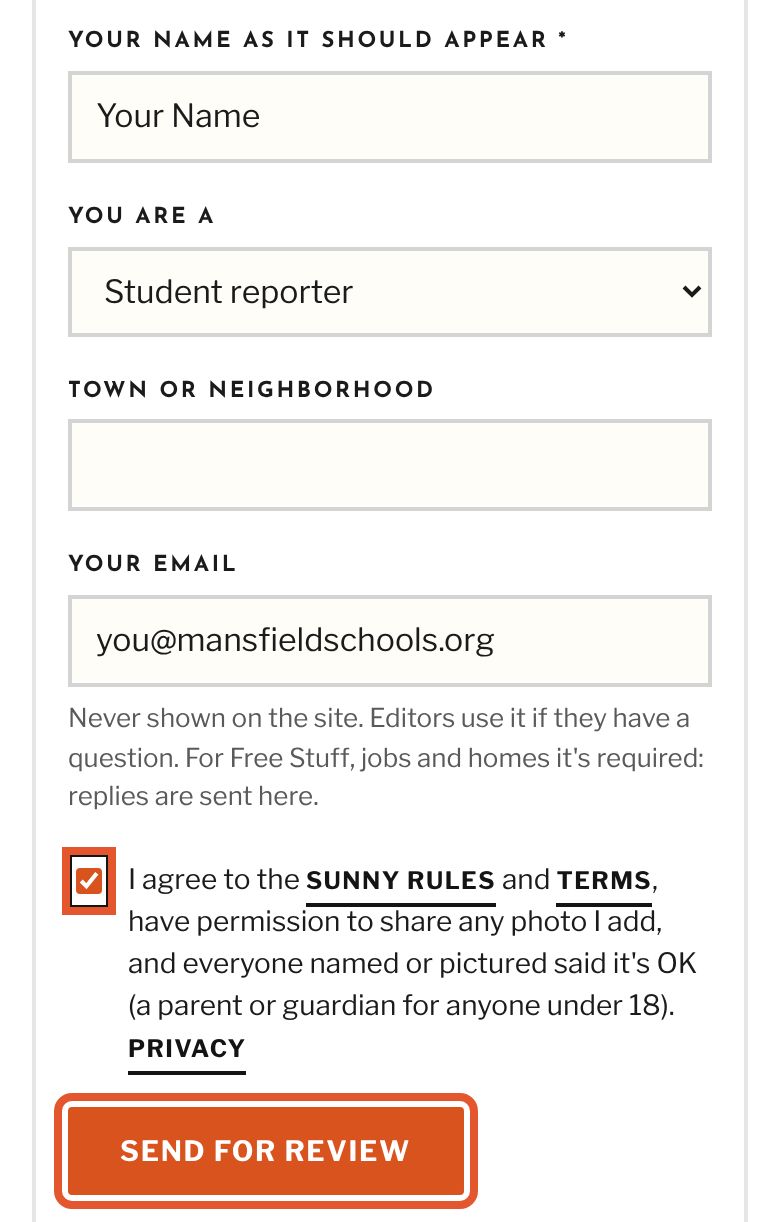 YOUR NAME AS IT SHOULD APPEAR *
Your Name
YOU ARE A
Student reporter
TOWN OR NEIGHBORHOOD
YOUR EMAIL
you@mansfieldschools.org
Never shown on the site. Editors use it if they have a
question. For Free Stuff, jobs and homes it's required:
replies are sent here.
I agree to the SUNNY RULES and TERMS,
have permission to share any photo I add,
and everyone named or pictured said it's OK
(a parent or guardian for anyone under 18).
PRIVACY
SEND FOR REVIEW